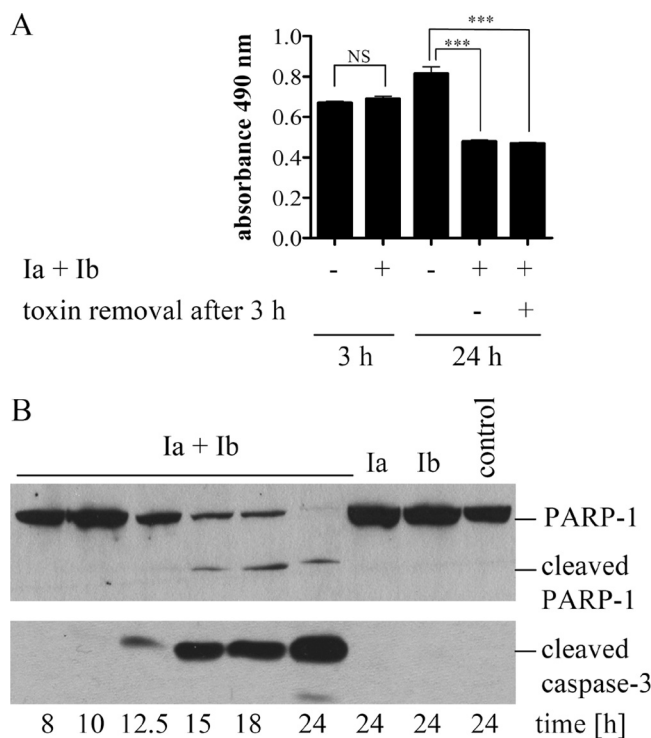 A
absorbance 490 nm
1.0
0.8
0.6
0.4
0.2
0.0
NS
***
***
Ia + Ib - + - + +
toxin removal after 3 h - +
3 h 24 h
B
Ia + Ib Ia Ib control
PARP-1
cleaved
PARP-1
cleaved
caspase-3
8 10 12.5 15 18 24 24 24 24 time [h]